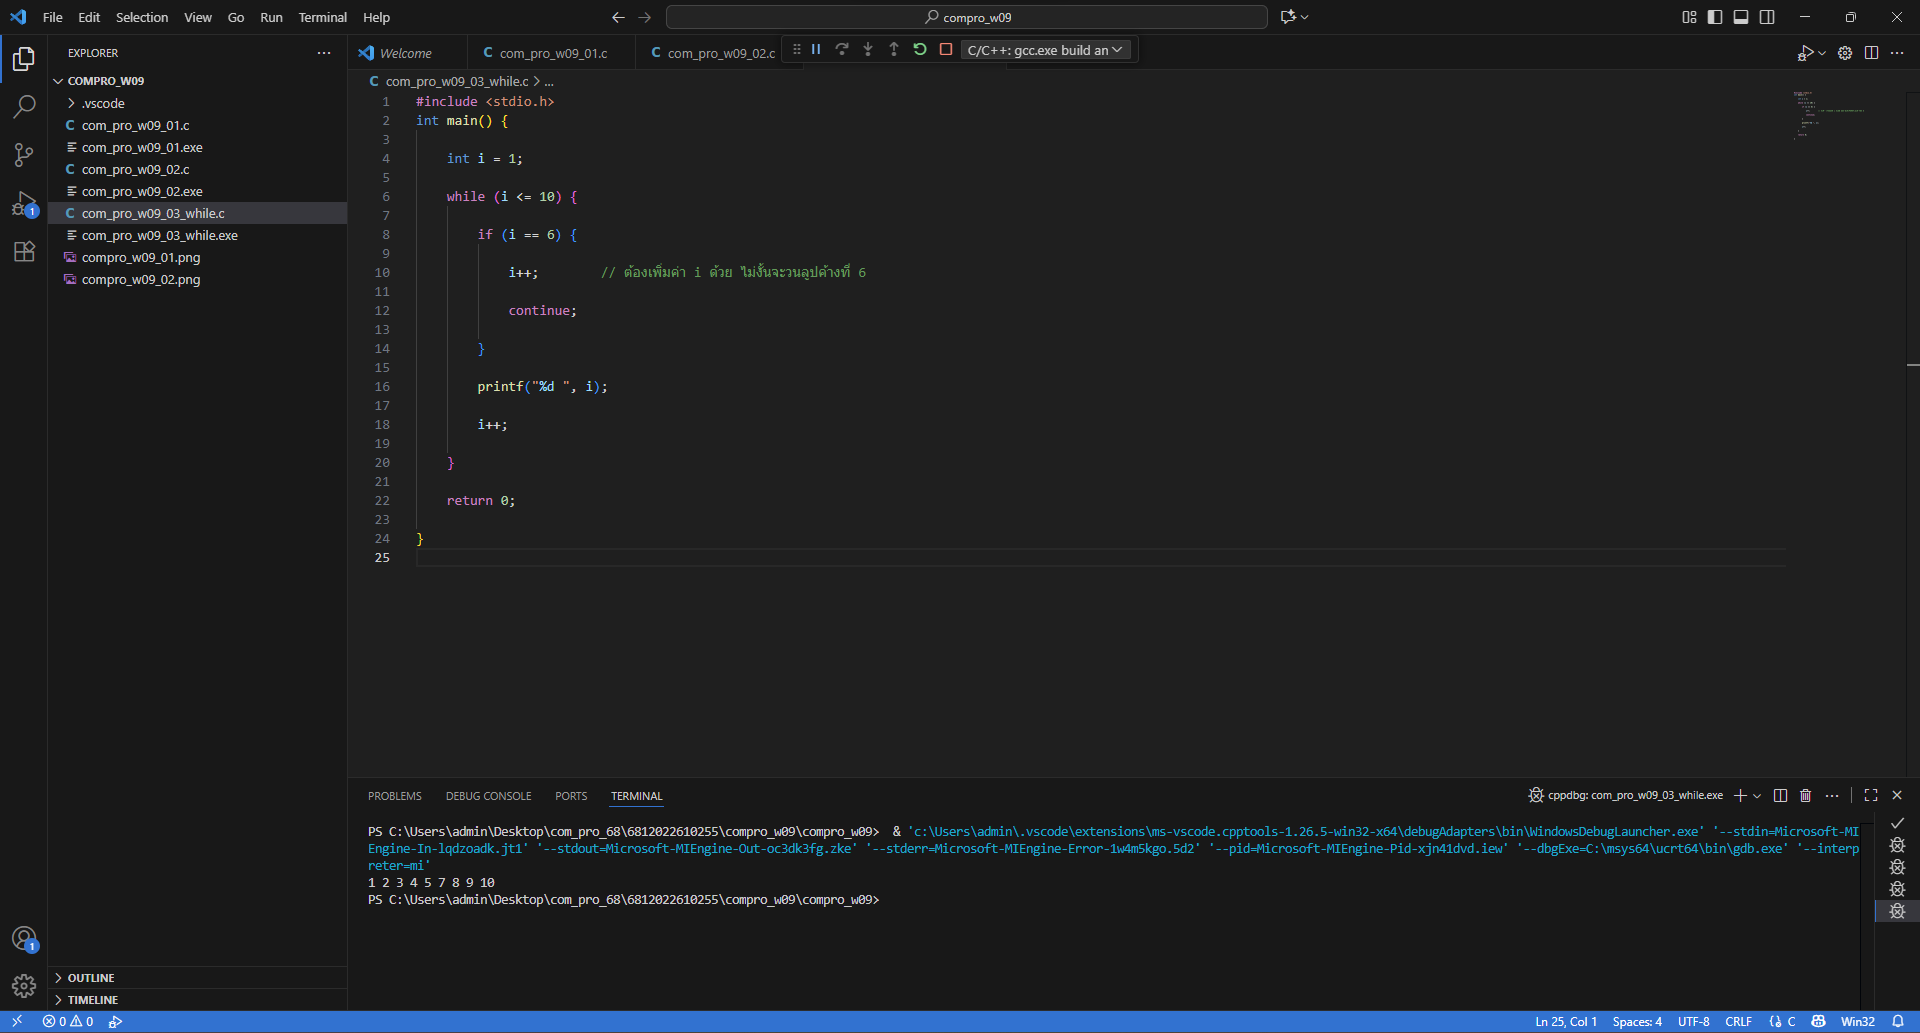 File Edit Selection View Go Run Terminal Help
compro_w09
EXPLORER
Welcome
com_pro_w09_01.c
com_pro_w09_02.c
C/C++: gcc.exe build an
COMPRO_W09
.vscode
com_pro_w09_01.c
com_pro_w09_01.exe
com_pro_w09_02.c
com_pro_w09_02.exe
com_pro_w09_03_while.c
com_pro_w09_03_while.exe
compro_w09_01.png
compro_w09_02.png
OUTLINE
TIMELINE
C com_pro_w09_03_while.c > ...
1 #include <stdio.h>
2 int main() {
3
4 int i = 1;
5
6 while (i <= 10) {
7
8 if (i == 6) {
9
10 i++; // ต้องเพิ่มค่า i ด้วย ไม่งั้นจะวนลูปค้างที่ 6
11
12 continue;
13
14 }
15
16 printf("%d ", i);
17
18 i++;
19
20 }
21
22 return 0;
23
24 }
25
PROBLEMS DEBUG CONSOLE PORTS TERMINAL
cppdbg: com_pro_w09_03_while.exe
PS C:\Users\admin\Desktop\com_pro_68\6812022610255\compro_w09\compro_w09> & 'c:\Users\admin\.vscode\extensions\ms-vscode.cpptools-1.26.5-win32-x64\debugAdapters\bin\WindowsDebugLauncher.exe' '--stdin=Microsoft-MI
Engine-In-lqdzoadk.jt1' '--stdout=Microsoft-MIEngine-Out-oc3dk3fg.zke' '--stderr=Microsoft-MIEngine-Error-1w4m5kgo.5d2' '--pid=Microsoft-MIEngine-Pid-xjn41dvd.iew' '--dbgExe=C:\msys64\ucrt64\bin\gdb.exe' '--interp
reter=mi'
1 2 3 4 5 7 8 9 10
PS C:\Users\admin\Desktop\com_pro_68\6812022610255\compro_w09\compro_w09>
0 0
Ln 25, Col 1 Spaces: 4 UTF-8 CRLF {} C Win32